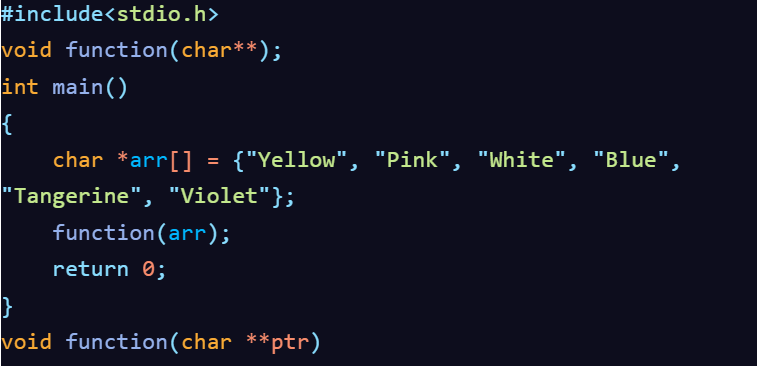 #include<stdio.h>
void function(char**);
int main()
{
    char *arr[] = {"Yellow", "Pink", "White", "Blue",
"Tangerine", "Violet"};
    function(arr);
    return 0;
}
void function(char **ptr)